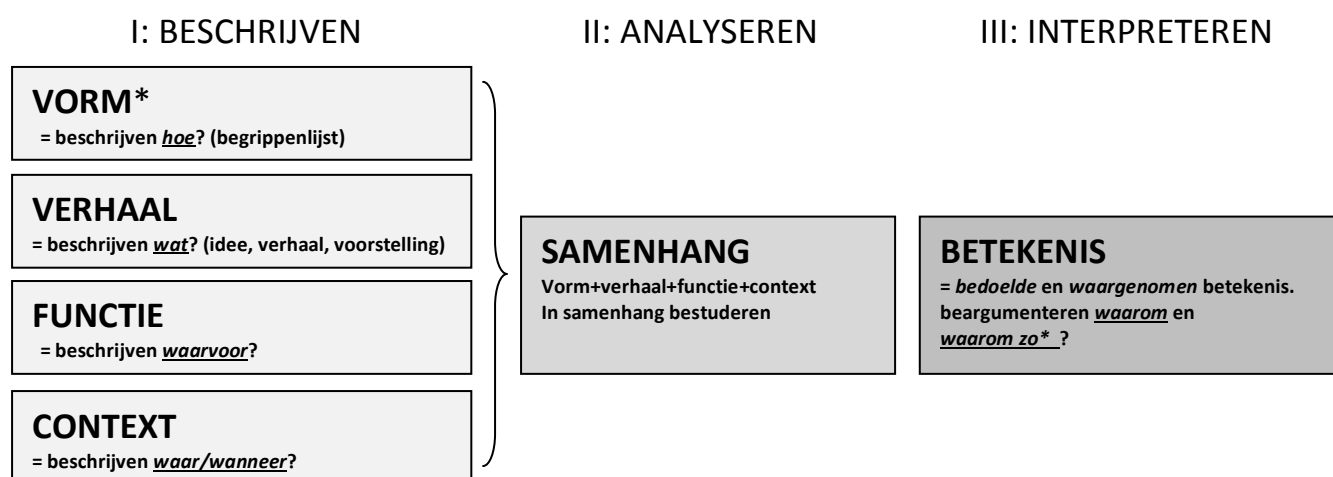 I: BESCHRIJVEN
II: ANALYSEREN
III: INTERPRETEREN
VORM*
= beschrijven hoe? (begrippenlijst)
VERHAAL
= beschrijven wat? (idee, verhaal, voorstelling)
FUNCTIE
= beschrijven waarvoor?
CONTEXT
= beschrijven waar/wanneer?
SAMENHANG
Vorm+verhaal+functie+context
In samenhang bestuderen
BETEKENIS
= bedoelde en waargenomen betekenis.
beargumenteren waarom en
waarom zo* ?